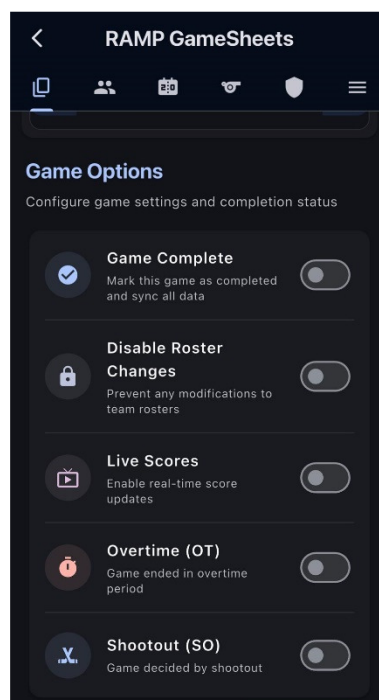 RAMP GameSheets
2:0
Game Options
Configure game settings and completion status
Game Complete
Mark this game as completed
and sync all data
Disable Roster
Changes
Prevent any modifications to
team rosters
Live Scores
Enable real-time score
updates
Overtime (OT)
Game ended in overtime
period
Shootout (SO)
Game decided by shootout